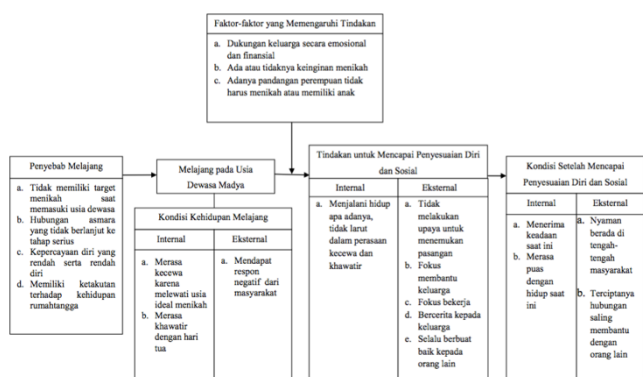 Faktor-faktor yang Memengaruhi Tindakan
a. Dukungan keluarga secara emosional
dan finansial
b. Ada atau tidaknya keinginan menikah
c. Adanya pandangan perempuan tidak
harus menikah atau memiliki anak
Penyebab Melajang
a. Tidak memiliki target
menikah saat
memasuki usia dewasa
b. Hubungan asmara
yang tidak berlanjut ke
tahap serius
c. Kepercayaan diri yang
rendah serta rendah
diri
d. Memiliki ketakutan
terhadap kehidupan
rumahtangga
Melajang pada Usia
Dewasa Madya
Kondisi Kehidupan Melajang
Internal
a. Merasa
kecewa
karena
melewati usia
ideal menikah
b. Merasa
khawatir
dengan hari
tua
Eksternal
a. Mendapat
respon
negatif dari
masyarakat
Tindakan untuk Mencapai Penyesuaian Diri
dan Sosial
Internal
a. Menjalani hidup
apa adanya,
tidak larut
dalam perasaan
kecewa dan
khawatir
Eksternal
a. Tidak
melakukan
upaya untuk
menemukan
pasangan
b. Fokus
membantu
keluarga
c. Fokus bekerja
d. Bercerita kepada
keluarga
e. Selalu berbuat
baik kepada
orang lain
Kondisi Setelah Mencapai
Penyesuaian Diri dan Sosial
Internal
a. Menerima
keadaan
saat ini
b. Merasa
puas
dengan
hidup saat
ini
Eksternal
a. Nyaman
berada di
tengah-
tengah
masyarakat
b. Terciptanya
hubungan
saling
membantu
dengan
orang lain